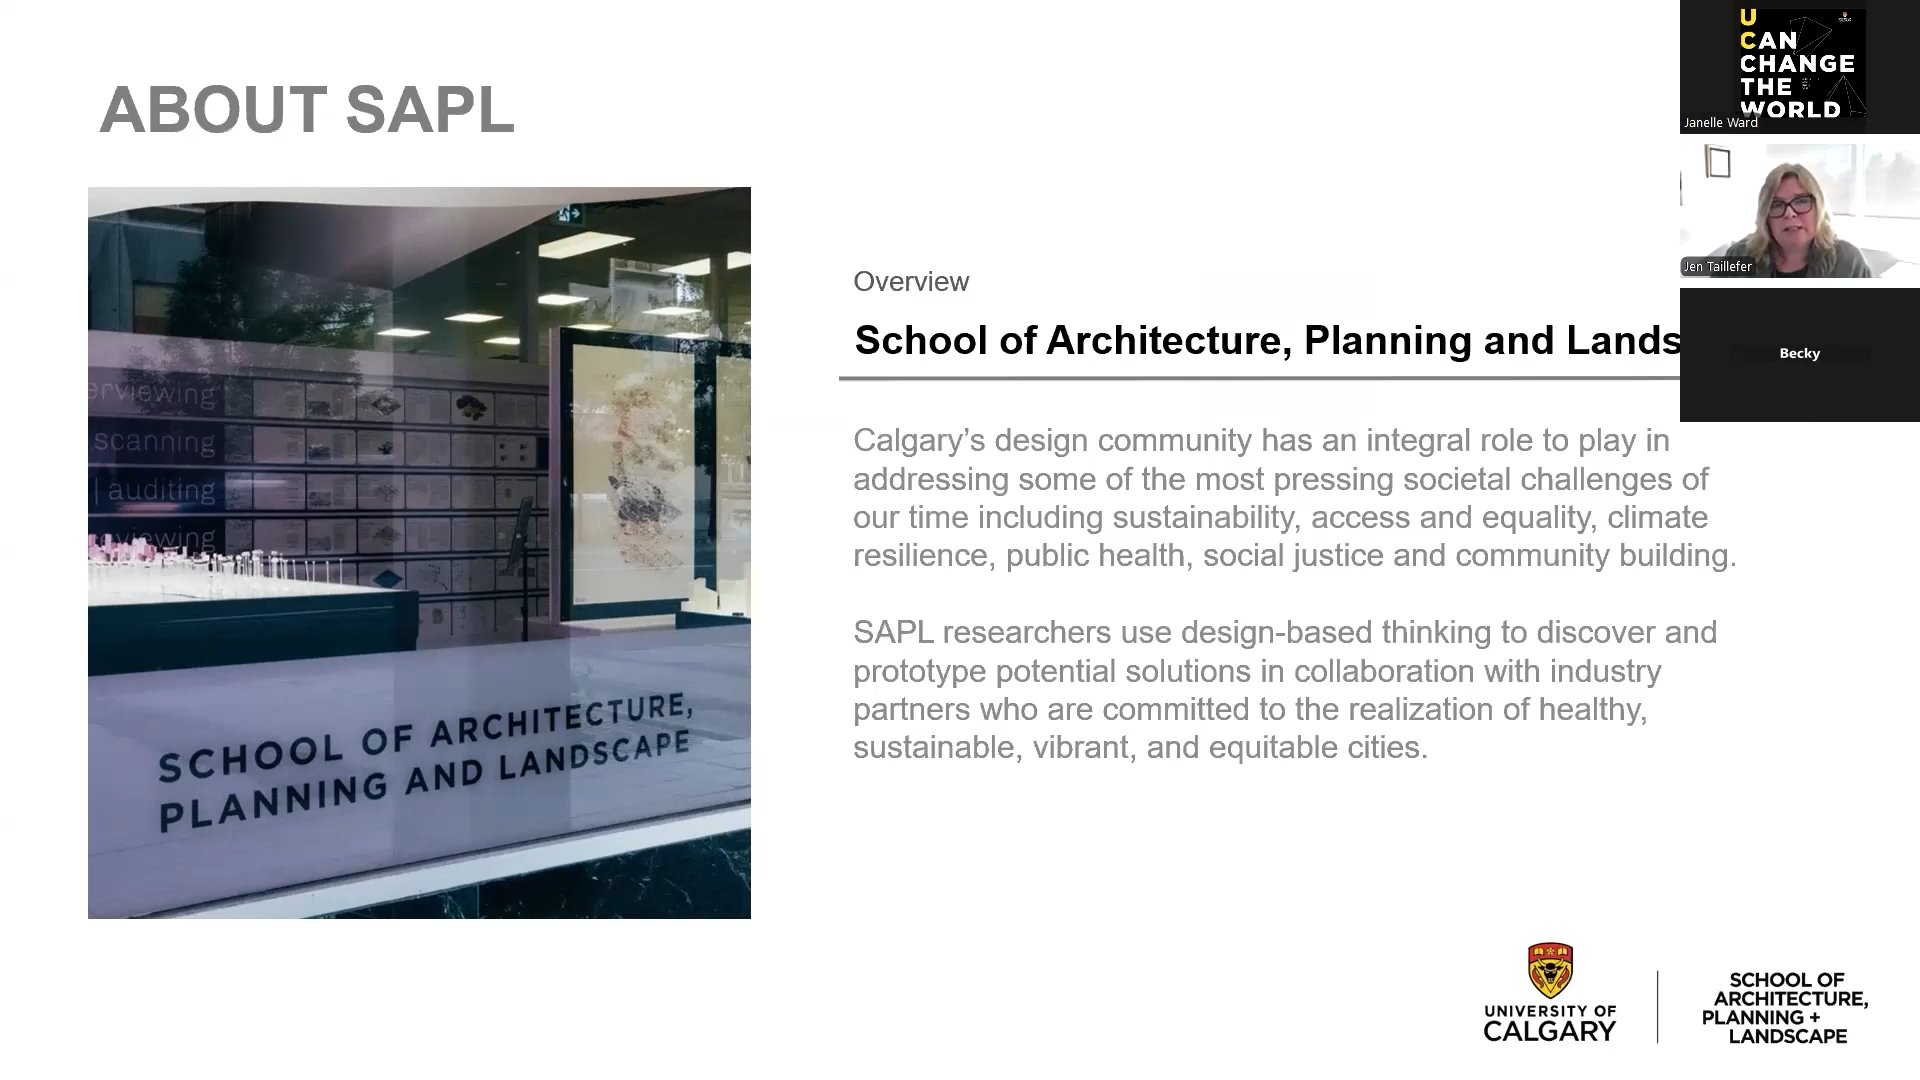 ABOUT SAPL
erviewing
scanning
| auditing
eviewing
SCHOOL OF ARCHITECTURE,
PLANNING AND LANDSCAPE
Overview
School of Architecture, Planning and Lands
Calgary’s design community has an integral role to play in
addressing some of the most pressing societal challenges of
our time including sustainability, access and equality, climate
resilience, public health, social justice and community building.
SAPL researchers use design-based thinking to discover and
prototype potential solutions in collaboration with industry
partners who are committed to the realization of healthy,
sustainable, vibrant, and equitable cities.
U
CAN
CHANGE
THE
WORLD
Janelle Ward
Jen Taillefer
Becky
UNIVERSITY OF
CALGARY
SCHOOL OF
ARCHITECTURE,
PLANNING +
LANDSCAPE